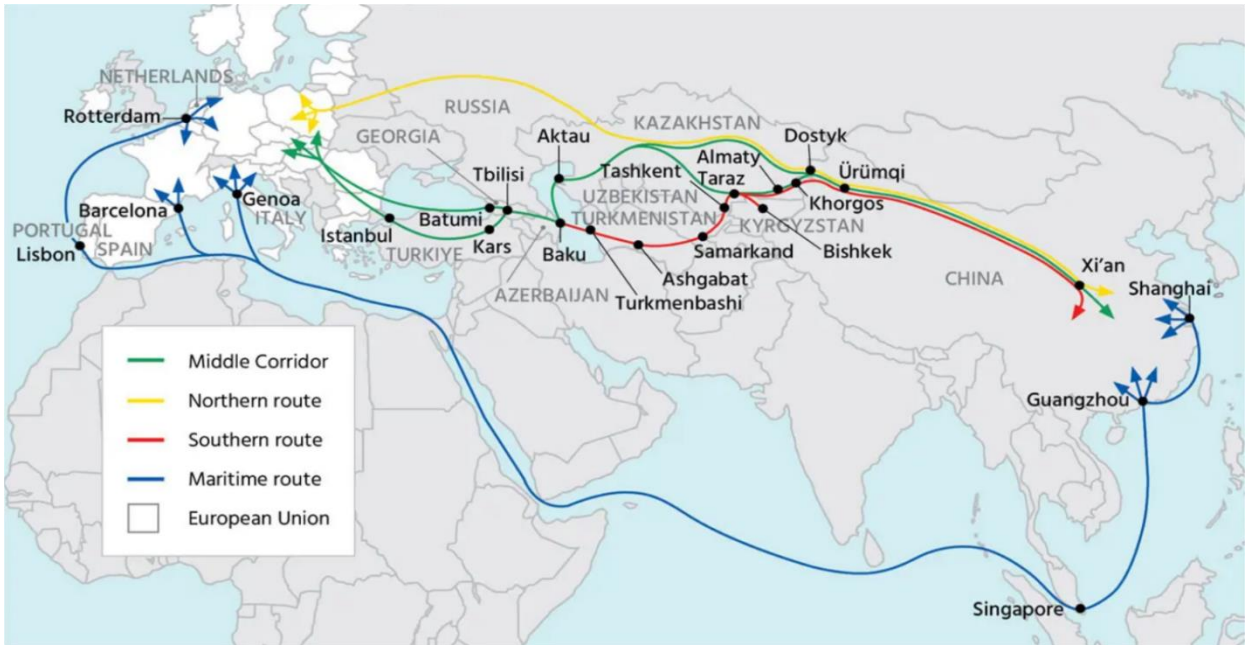 NETHERLANDS
Rotterdam
RUSSIA
GEORGIA
KAZAKHSTAN
Aktau
Dostyk
Almaty
Tashkent
Taraz
Ürümqi
Tbilisi
UZBEKISTAN
Khorgos
Genoa
Barcelona
ITALY
Batumi
TURKMENISTAN
KYRGYZSTAN
PORTUGAL
SPAIN
Lisbon
Istanbul
TURKIYE
Kars
Baku
Samarkand
Bishkek
Ashgabat
Xi'an
CHINA
Shanghai
AZERBAIJAN
Turkmenbashi
Middle Corridor
Northern route
Guangzhou
Southern route
Maritime route
European Union
Singapore